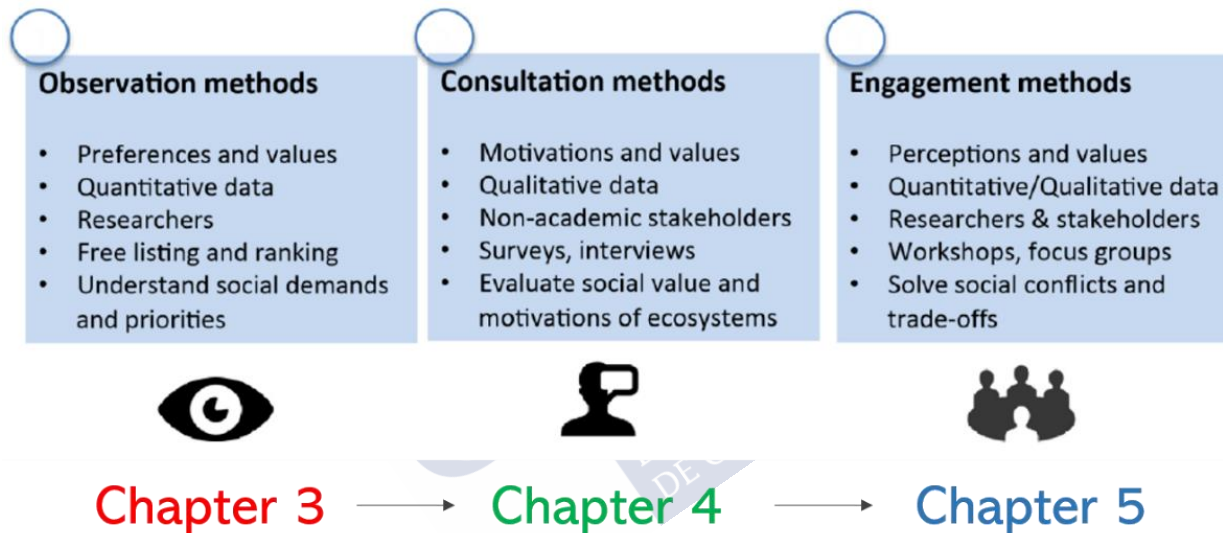 Observation methods
• Preferences and values
• Quantitative data
• Researchers
• Free listing and ranking
• Understand social demands
and priorities
Consultation methods
• Motivations and values
• Qualitative data
• Non-academic stakeholders
• Surveys, interviews
• Evaluate social value and
motivations of ecosystems
Engagement methods
• Perceptions and values
• Quantitative/Qualitative data
• Researchers & stakeholders
• Workshops, focus groups
• Solve social conflicts and
trade-offs
DE
Chapter 3
Chapter 4
Chapter 5